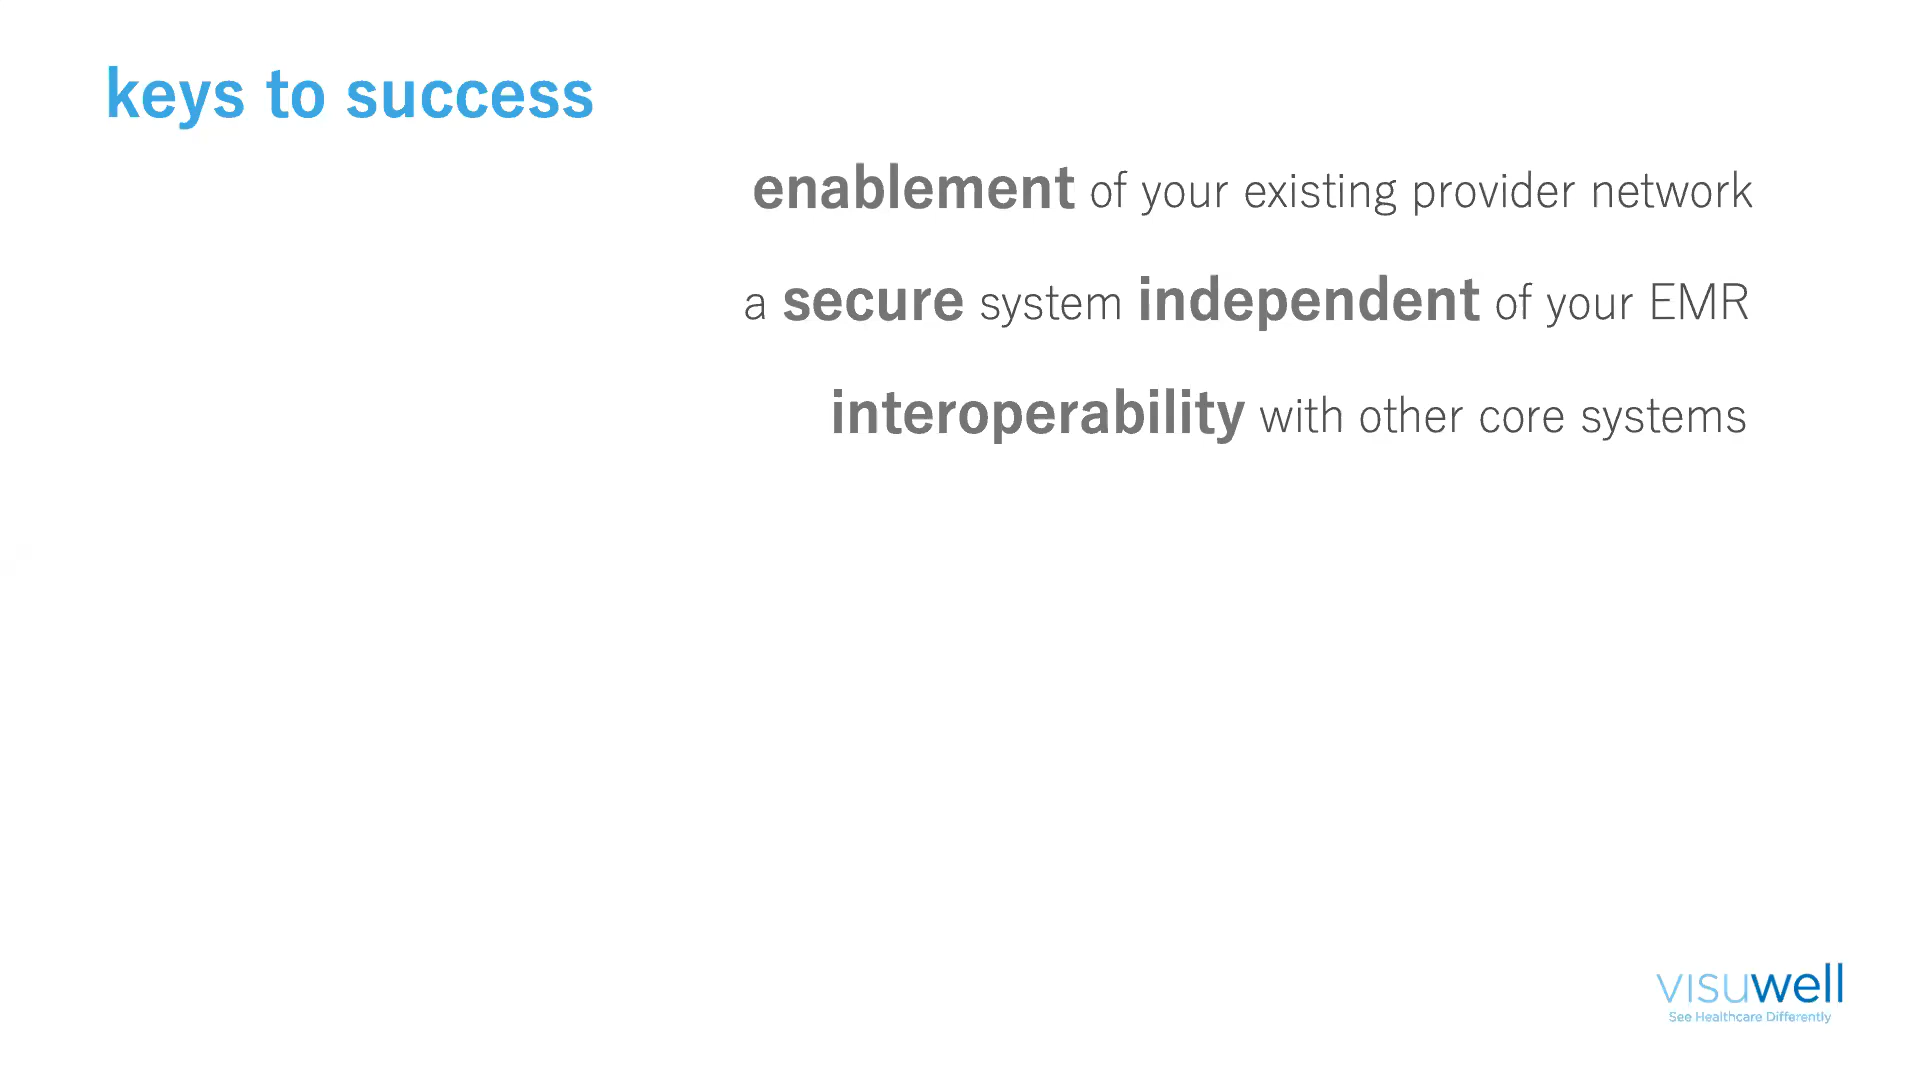 keys to success
enablement of your existing provider network
a secure system independent of your EMR
interoperability with other core systems
visuwell
See Healthcare Differently